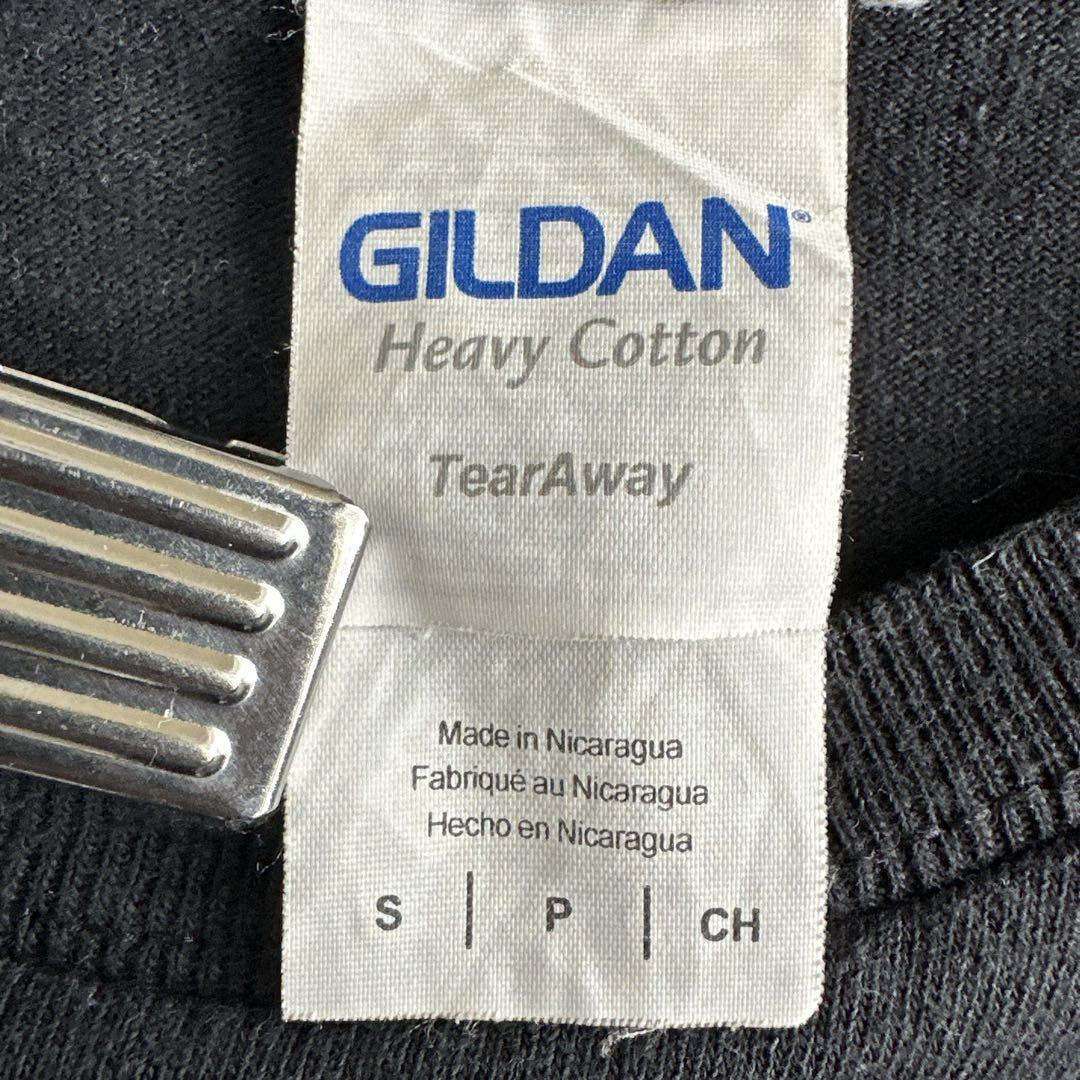 GILDAN®
Heavy Cotton
TearAway
Made in Nicaragua
Fabriqué au Nicaragua
Hecho en Nicaragua
S | P | CH